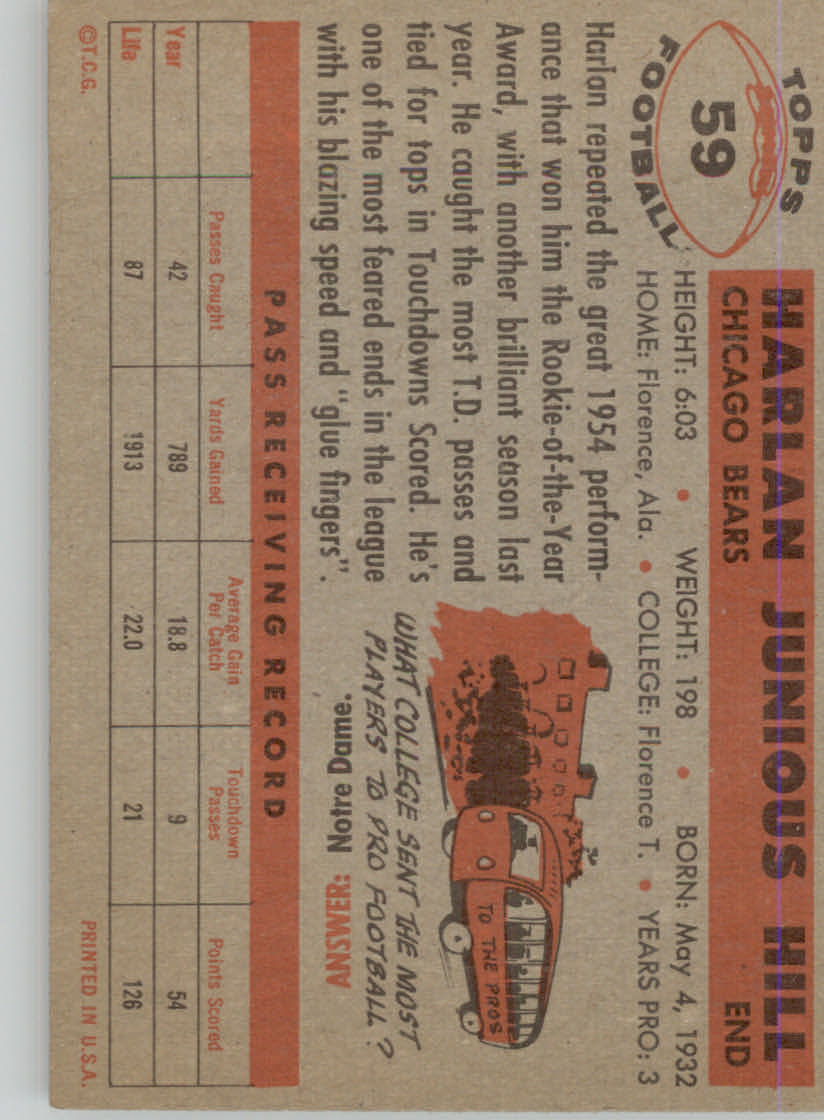 TOPPS
59
FOOTBALL
HARLAN JUNIOUS HILL
CHICAGO BEARS END
HEIGHT: 6:03 • WEIGHT: 198 • BORN: May 4, 1932
HOME: Florence, Ala. • COLLEGE: Florence T. • YEARS PRO: 3
Harlan repeated the great 1954 perform-
ance that won him the Rookie-of-the-Year
Award, with another brilliant season last
year. He caught the most T.D. passes and
tied for tops in Touchdowns Scored. He's
one of the most feared ends in the league
with his blazing speed and "glue fingers".
TO THE PROS
WHAT COLLEGE SENT THE MOST
PLAYERS TO PRO FOOTBALL?
ANSWER: Notre Dame.
PASS RECEIVING RECORD
Passes Caught Yards Gained Average Gain Per Catch Touchdown Passes Points Scored
Year 42 789 18.8 9 54
Life 87 1913 22.0 21 126
©T.C.G. PRINTED IN U.S.A.